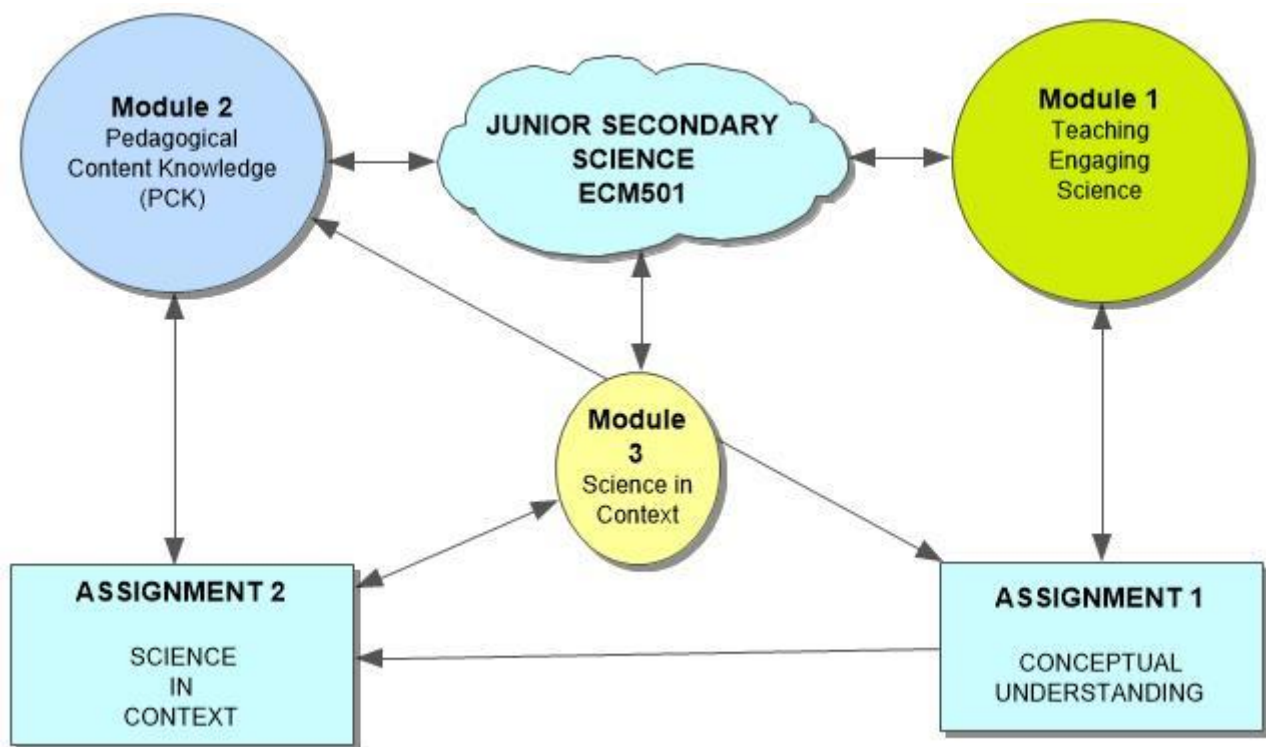 Module 2
Pedagogical
Content Knowledge
(PCK)
JUNIOR SECONDARY
SCIENCE
ECM501
Module 1
Teaching
Engaging
Science
Module
3
Science in
Context
ASSIGNMENT 2
SCIENCE
IN
CONTEXT
ASSIGNMENT 1
CONCEPTUAL
UNDERSTANDING